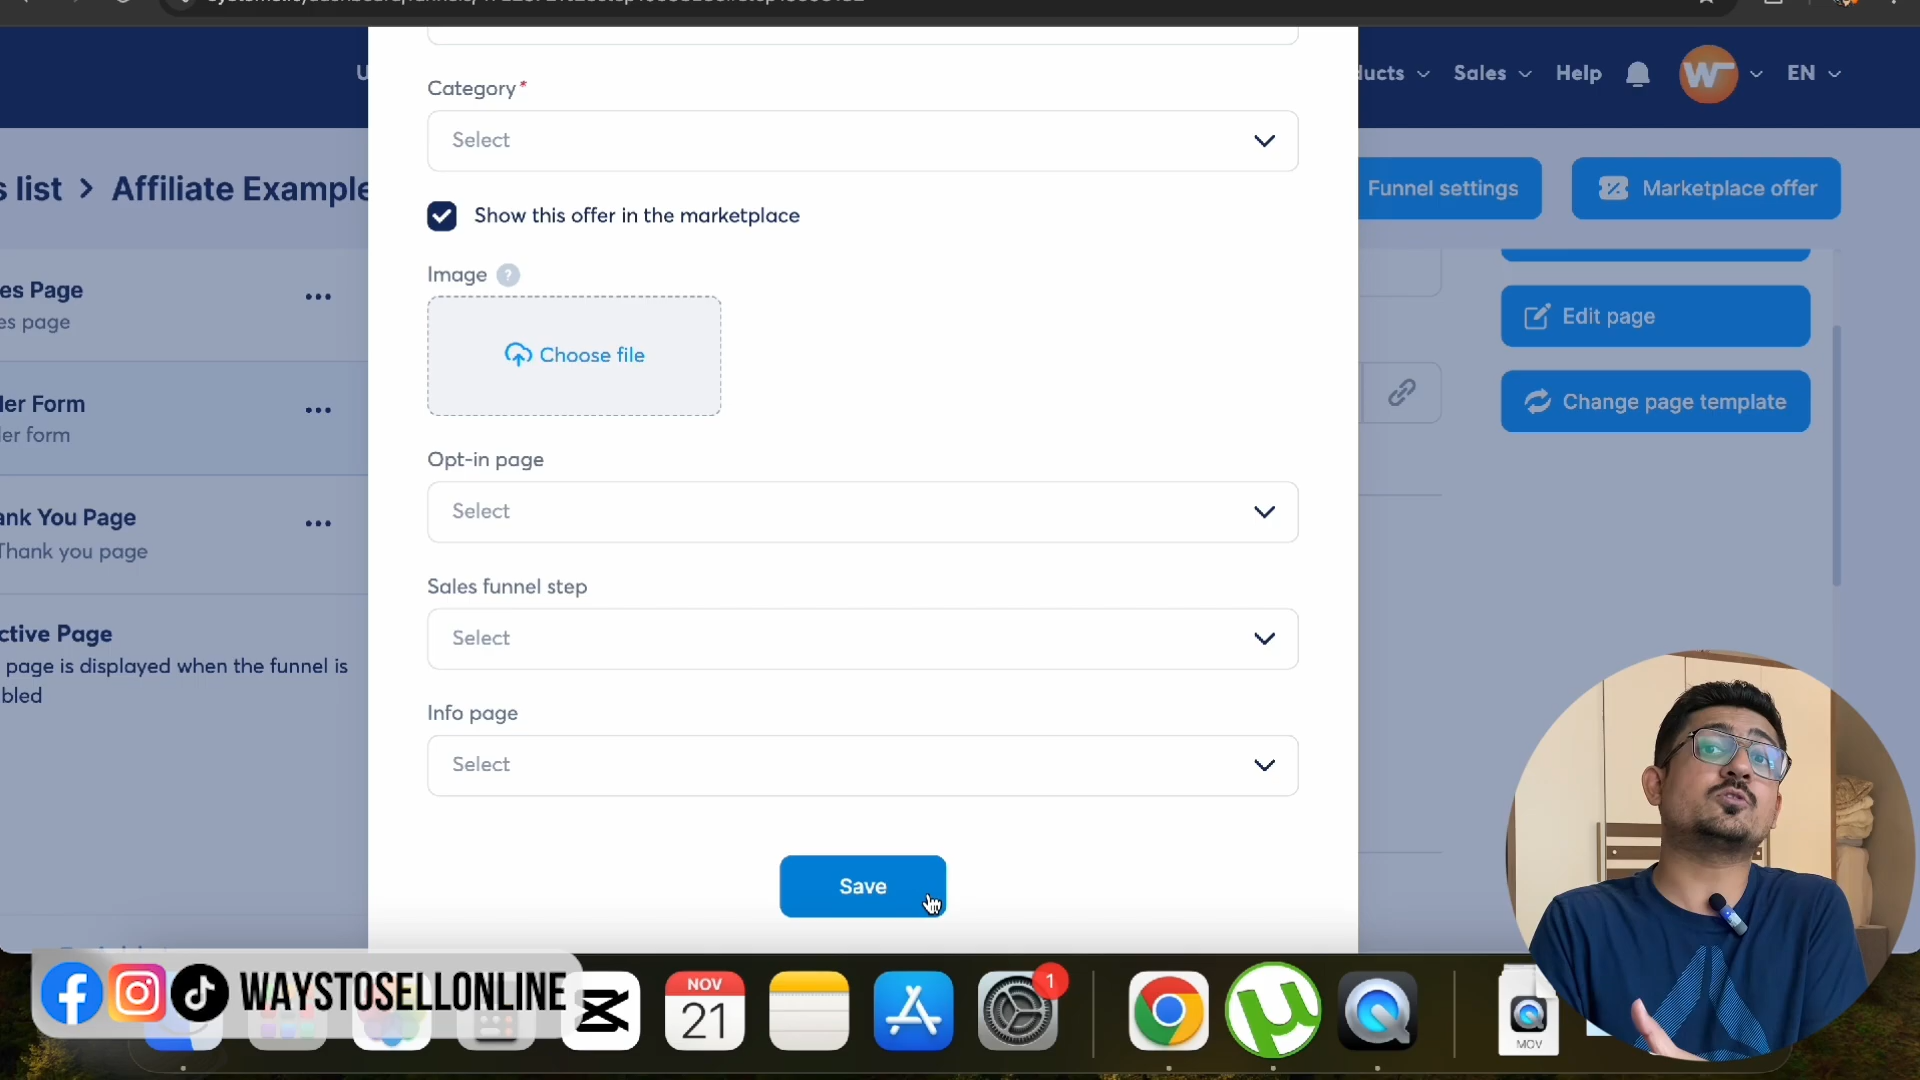 Category*
ducts
Sales
Help
W
EN
Select
s list > Affiliate Example
Funnel settings
Marketplace offer
Show this offer in the marketplace
Image ?
es Page
es page
Edit page
Choose file
Change page template
ler Form
ler form
Opt-in page
Select
ank You Page
Thank you page
Sales funnel step
Select
ctive Page
page is displayed when the funnel is
bled
Info page
Select
Save
WAYSTOSELLONLINE
NOV
21
1
MOV